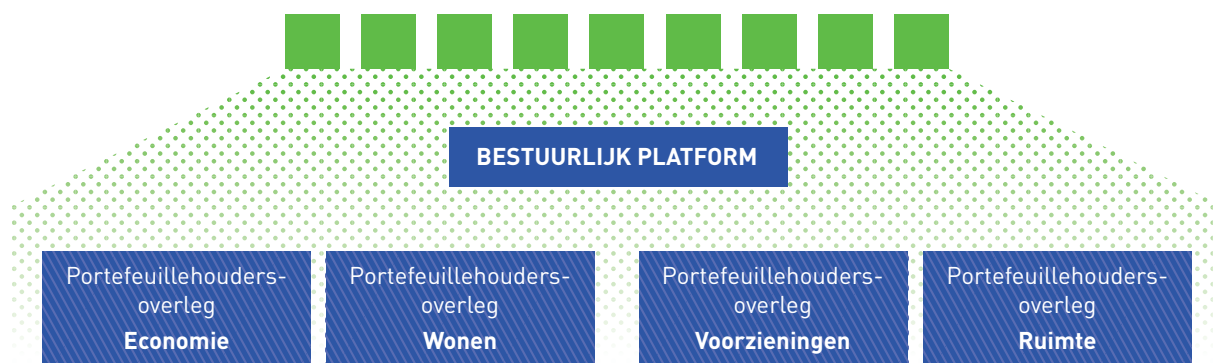 BESTUURLIJK PLATFORM
Portefeuillehouders-
overleg
Economie
Portefeuillehouders-
overleg
Wonen
Portefeuillehouders-
overleg
Voorzieningen
Portefeuillehouders-
overleg
Ruimte